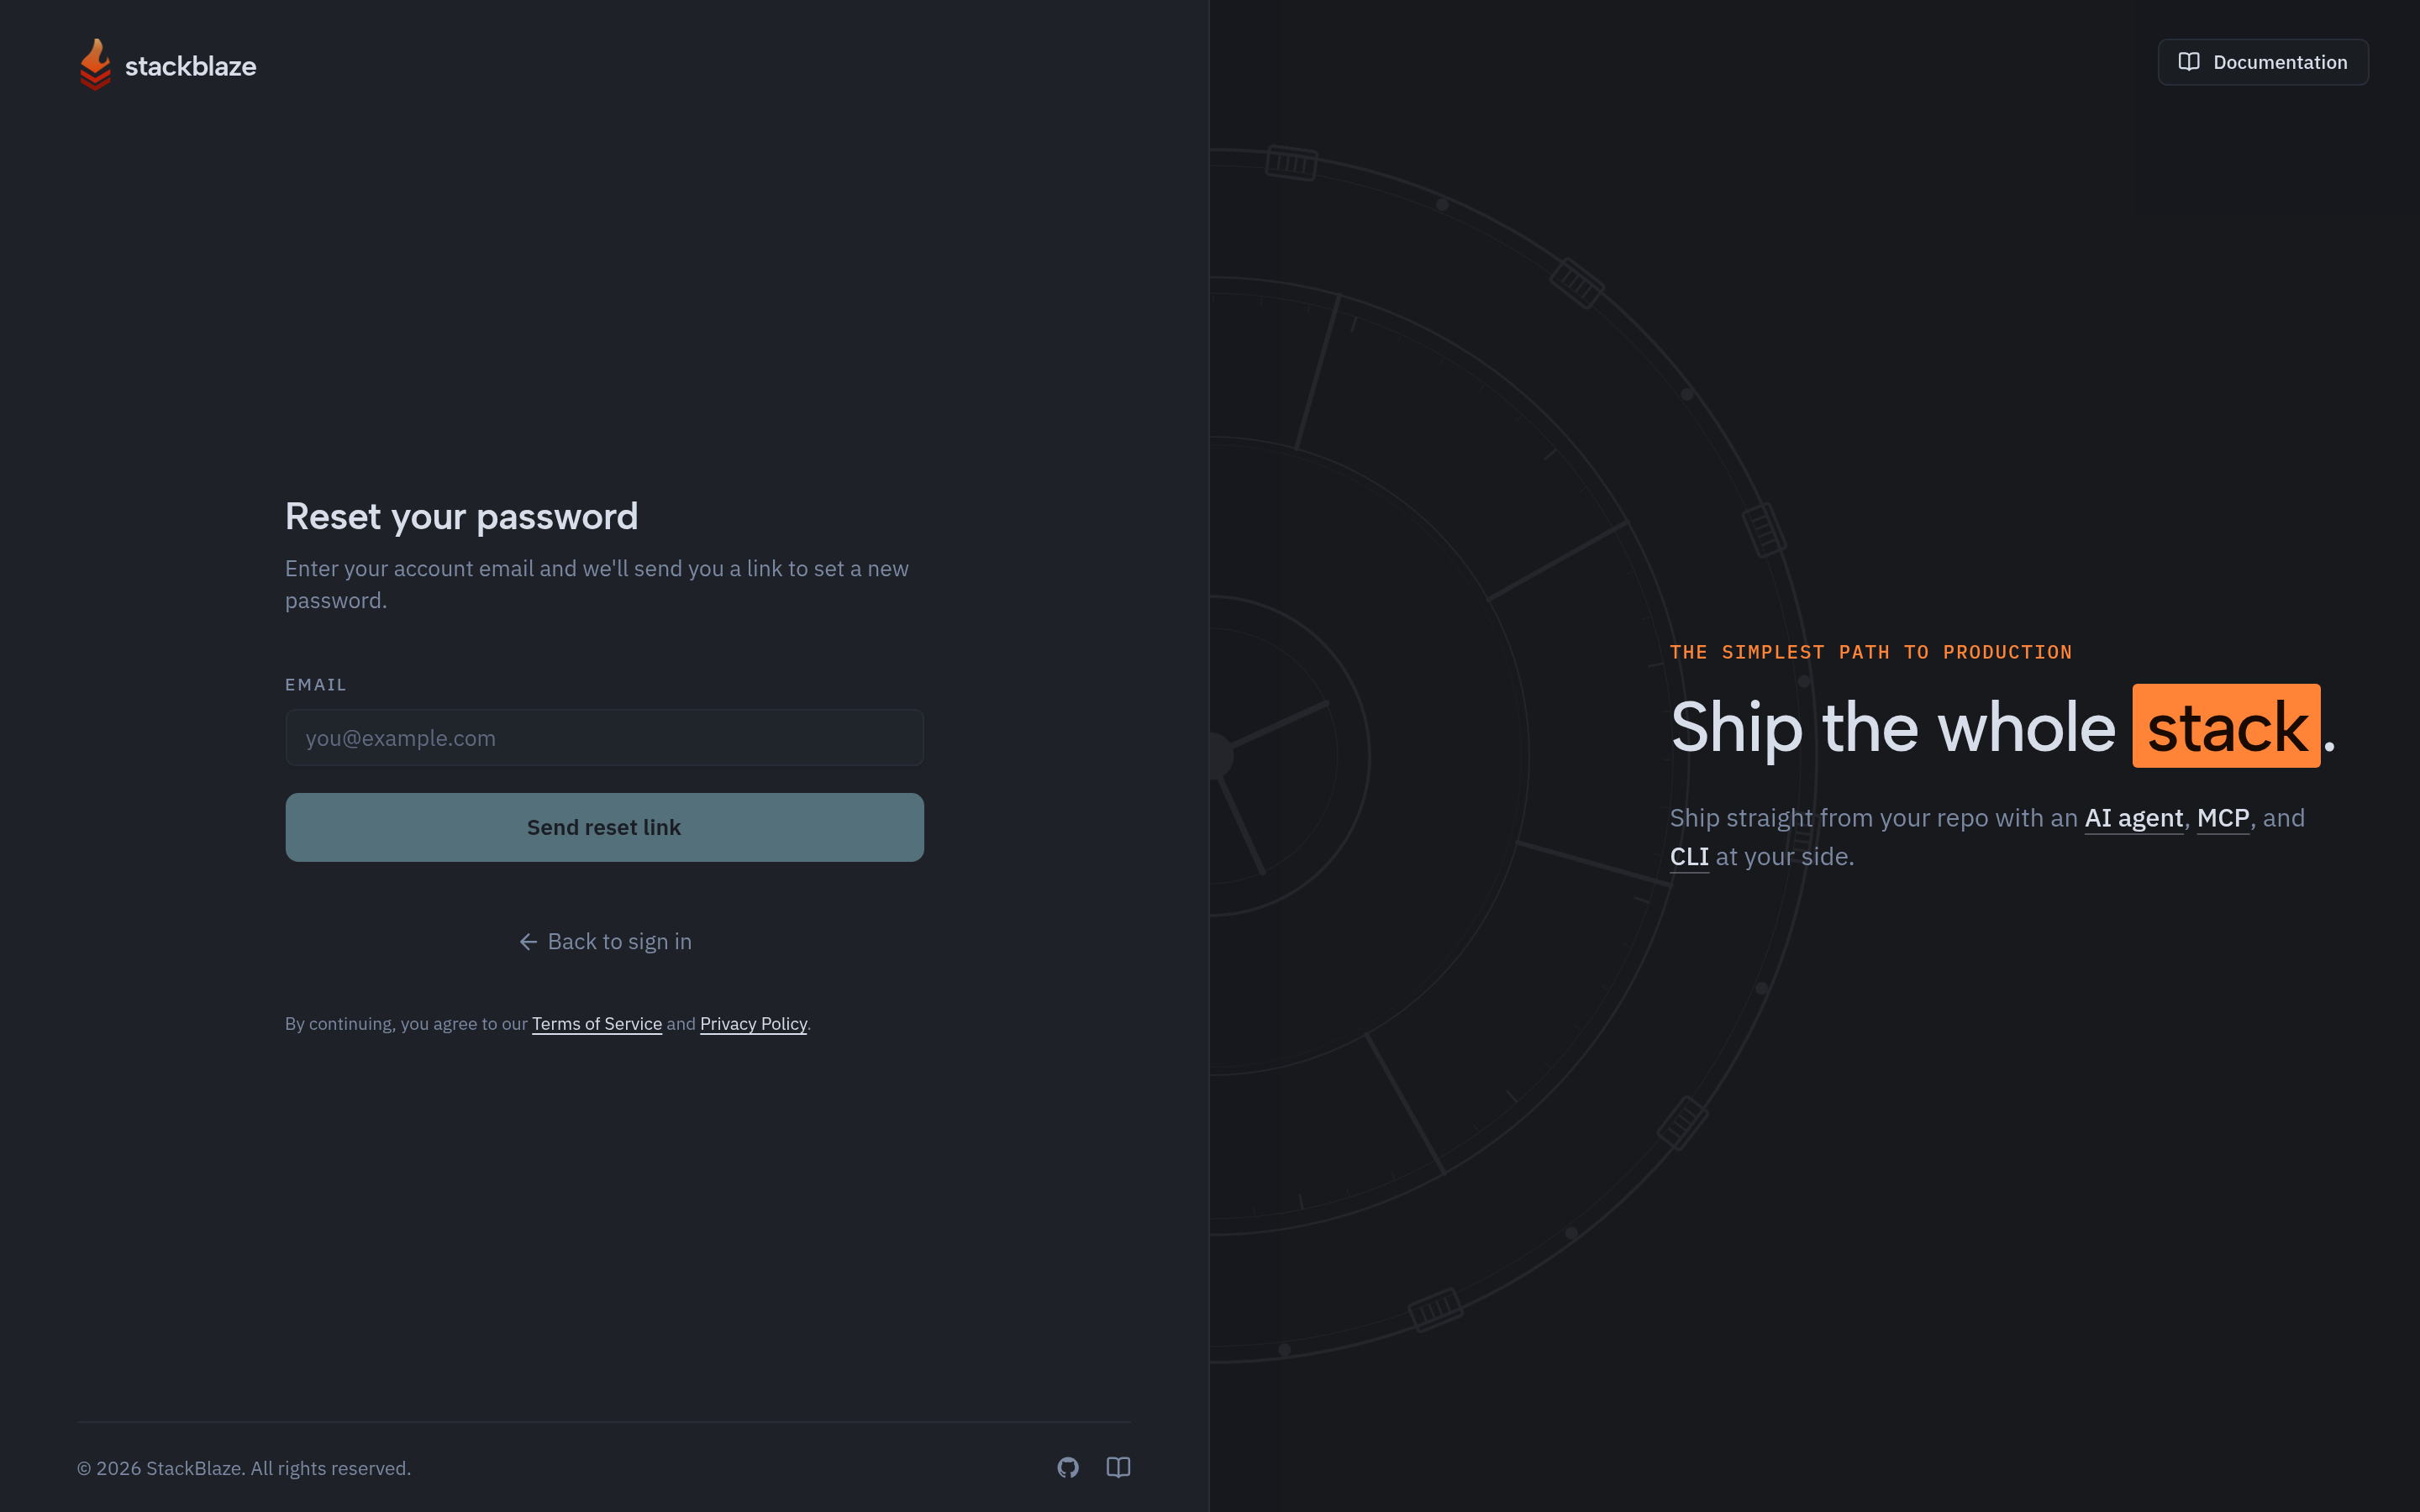 stackblaze
Documentation
Reset your password
Enter your account email and we'll send you a link to set a new
password.
EMAIL
you@example.com
Send reset link
Back to sign in
By continuing, you agree to our Terms of Service and Privacy Policy.
© 2026 StackBlaze. All rights reserved.
THE SIMPLEST PATH TO PRODUCTION
Ship the whole stack.
Ship straight from your repo with an AI agent, MCP, and
CLI at your side.